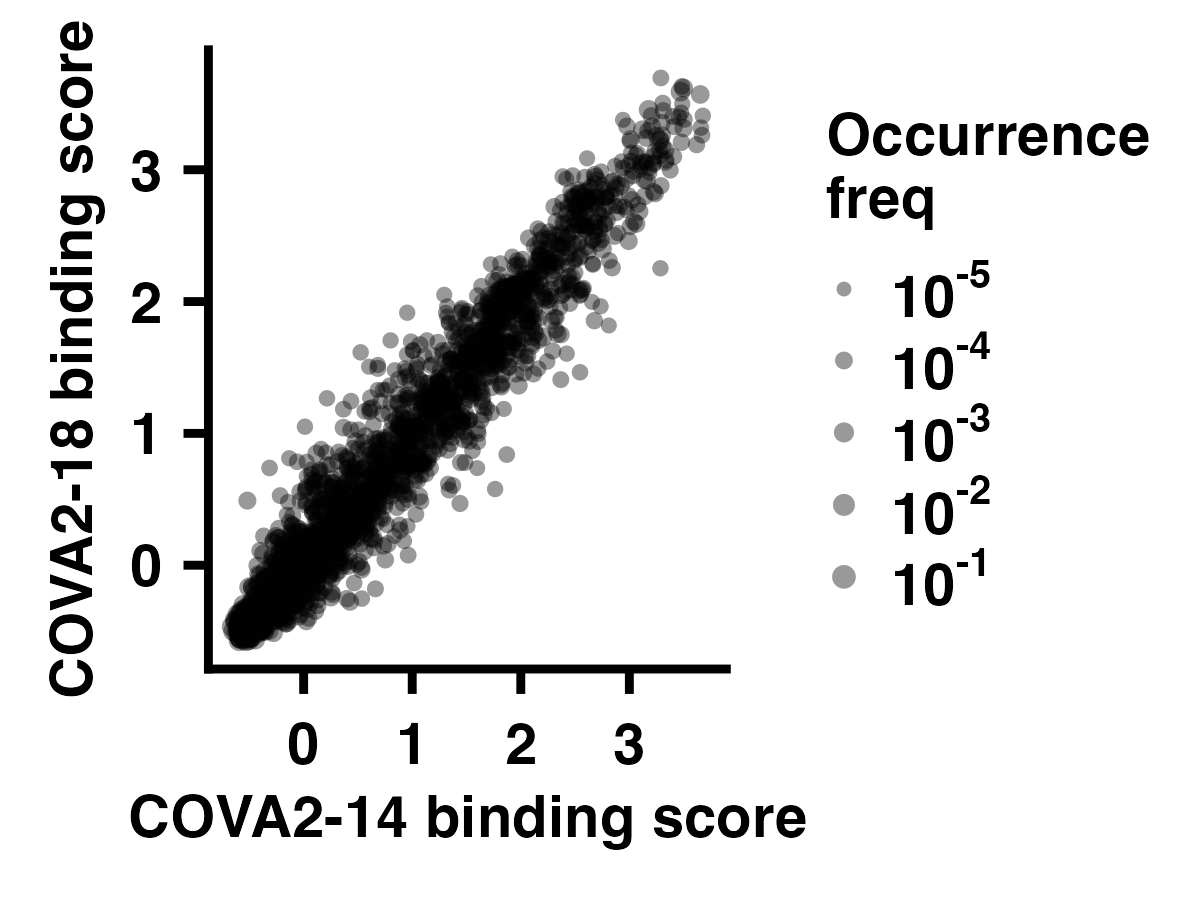 COVA2-18 binding score
3
2
1
0
0 1 2 3
COVA2-14 binding score
Occurrence
freq
10-5
10-4
10-3
10-2
10-1